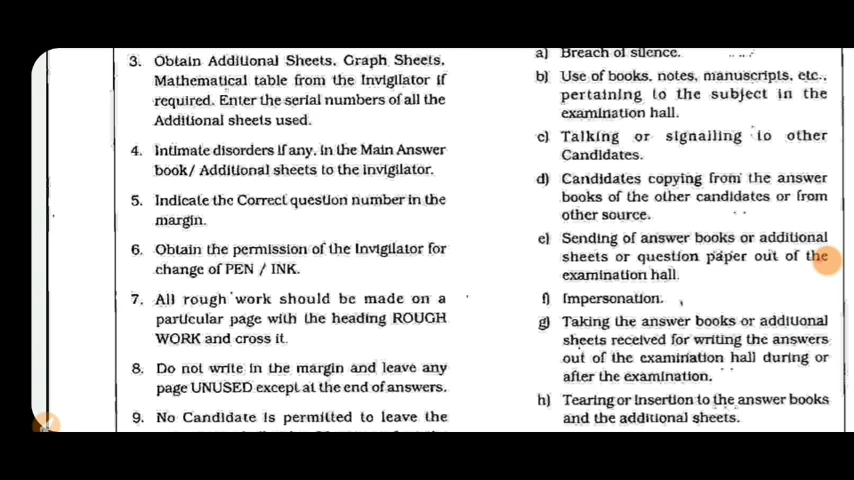 3. Obtain Additional Sheets, Graph Sheets,
Mathematical table from the Invigilator if
required. Enter the serial numbers of all the
Additional sheets used.
4. Intimate disorders if any, in the Main Answer
book/ Additional sheets to the invigilator.
5. Indicate the Correct question number in the
margin.
6. Obtain the permission of the Invigilator for
change of PEN / INK.
7. All rough work should be made on a
particular page with the heading ROUGH
WORK and cross it.
8. Do not write in the margin and leave any
page UNUSED except at the end of answers.
9. No Candidate is permitted to leave the
a) Breach of silence.
b) Use of books, notes, manuscripts, etc.,
pertaining to the subject in the
examination hall.
c) Talking or signalling to other
Candidates.
d) Candidates copying from the answer
books of the other candidates or from
other source.
e) Sending of answer books or additional
sheets or question paper out of the
examination hall.
f) Impersonation.
g) Taking the answer books or additional
sheets received for writing the answers
out of the examination hall during or
after the examination.
h) Tearing or insertion to the answer books
and the additional sheets.